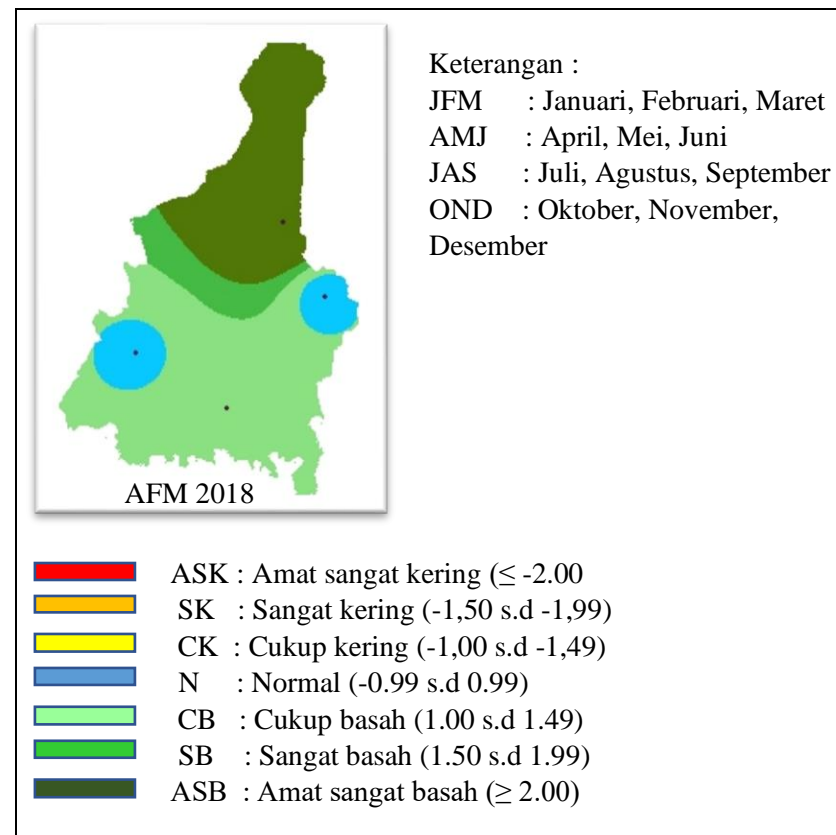 Keterangan :
JFM : Januari, Februari, Maret
AMJ : April, Mei, Juni
JAS : Juli, Agustus, September
OND : Oktober, November,
Desember
AFM 2018
ASK : Amat sangat kering (≤ -2.00
SK : Sangat kering (-1,50 s.d -1,99)
CK : Cukup kering (-1,00 s.d -1,49)
N : Normal (-0.99 s.d 0.99)
CB : Cukup basah (1.00 s.d 1.49)
SB : Sangat basah (1.50 s.d 1.99)
ASB : Amat sangat basah (≥ 2.00)